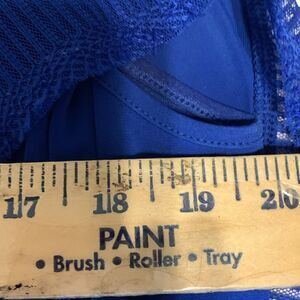 17 18 19 20
PAINT
• Brush • Roller • Tray